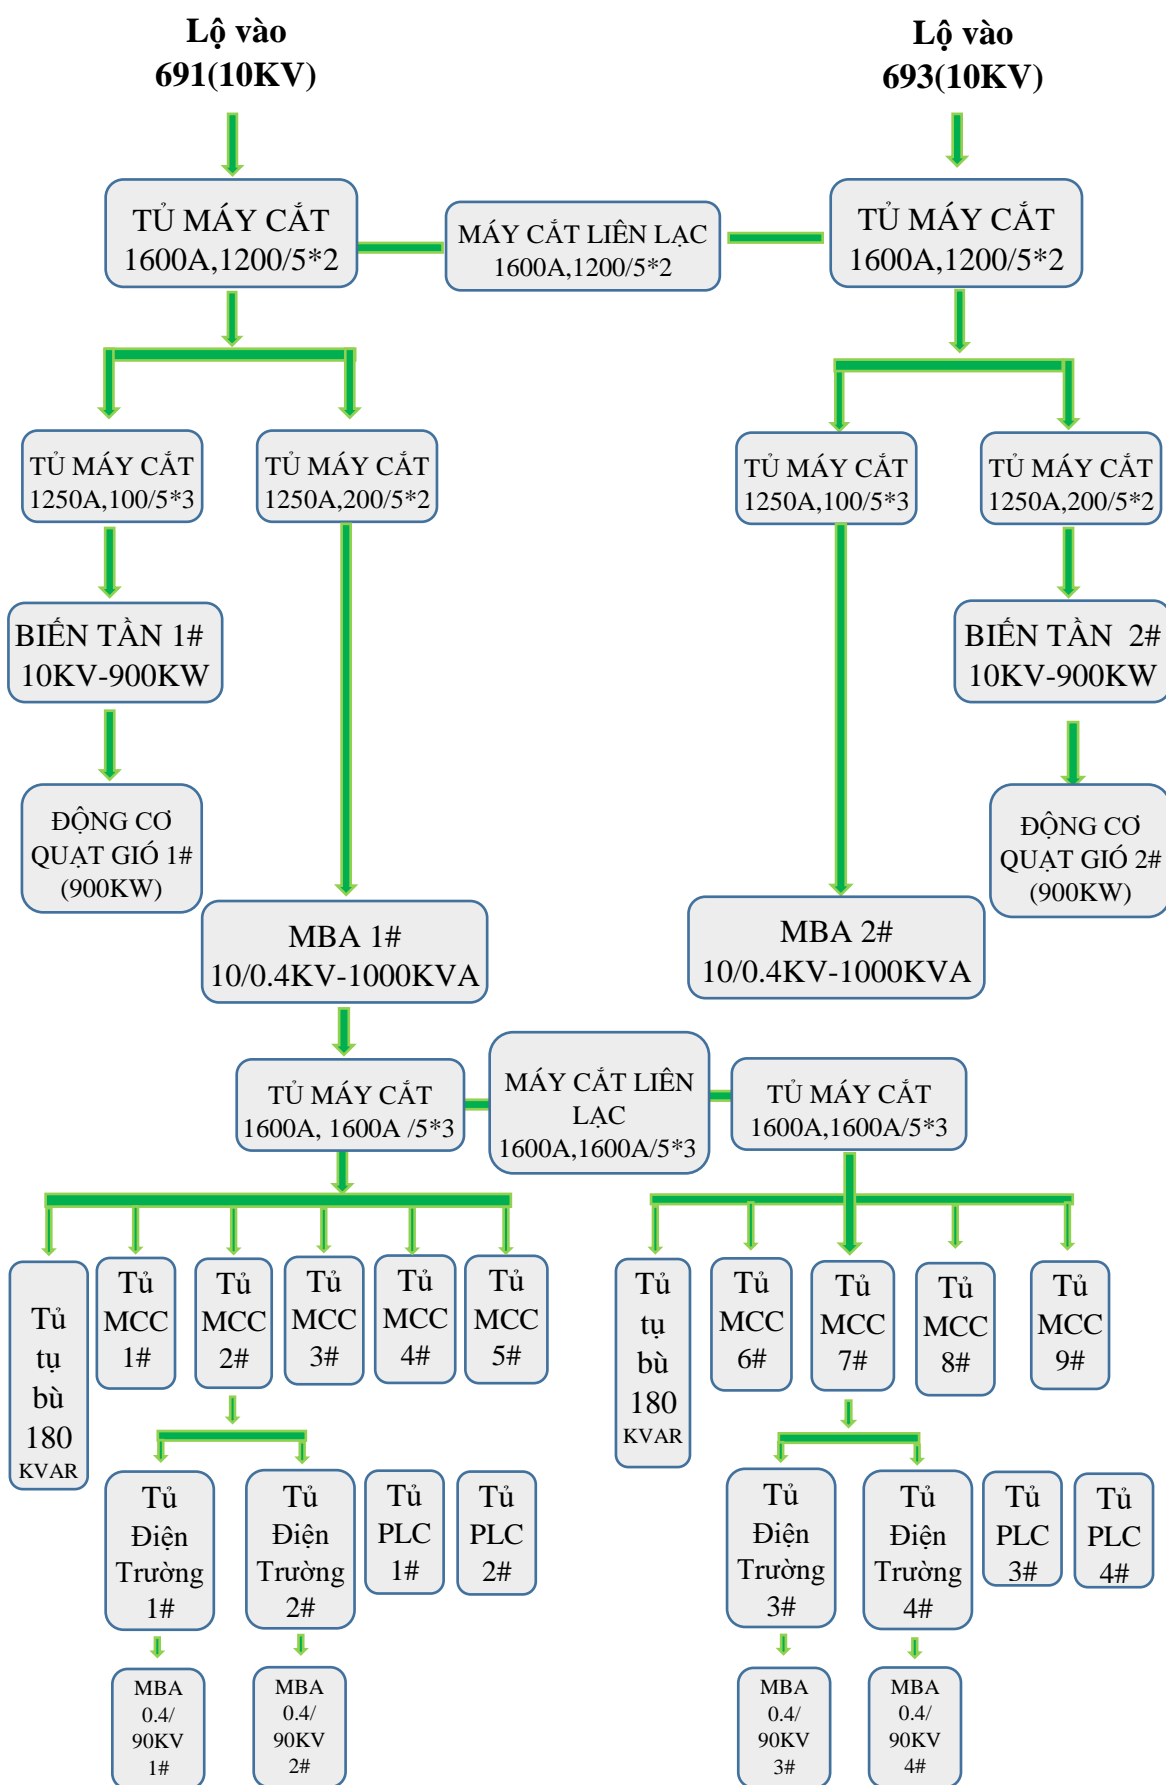 Lộ vào
691(10KV)
Lộ vào
693(10KV)
TỦ MÁY CẮT
1600A,1200/5*2
MÁY CẮT LIÊN LẠC
1600A,1200/5*2
TỦ MÁY CẮT
1600A,1200/5*2
TỦ MÁY CẮT
1250A,100/5*3
TỦ MÁY CẮT
1250A,200/5*2
TỦ MÁY CẮT
1250A,100/5*3
TỦ MÁY CẮT
1250A,200/5*2
BIẾN TẦN 1#
10KV-900KW
BIẾN TẦN 2#
10KV-900KW
ĐỘNG CƠ
QUẠT GIÓ 1#
(900KW)
ĐỘNG CƠ
QUẠT GIÓ 2#
(900KW)
MBA 1#
10/0.4KV-1000KVA
MBA 2#
10/0.4KV-1000KVA
TỦ MÁY CẮT
1600A, 1600A /5*3
MÁY CẮT LIÊN
LẠC
1600A,1600A/5*3
TỦ MÁY CẮT
1600A,1600A/5*3
Tủ
tụ
bù
180
KVAR
Tủ
MCC
1#
Tủ
MCC
2#
Tủ
MCC
3#
Tủ
MCC
4#
Tủ
MCC
5#
Tủ
tụ
bù
180
KVAR
Tủ
MCC
6#
Tủ
MCC
7#
Tủ
MCC
8#
Tủ
MCC
9#
Tủ
Điện
Trường
1#
Tủ
Điện
Trường
2#
Tủ
PLC
1#
Tủ
PLC
2#
Tủ
Điện
Trường
3#
Tủ
Điện
Trường
4#
Tủ
PLC
3#
Tủ
PLC
4#
MBA
0.4/
90KV
1#
MBA
0.4/
90KV
2#
MBA
0.4/
90KV
3#
MBA
0.4/
90KV
4#